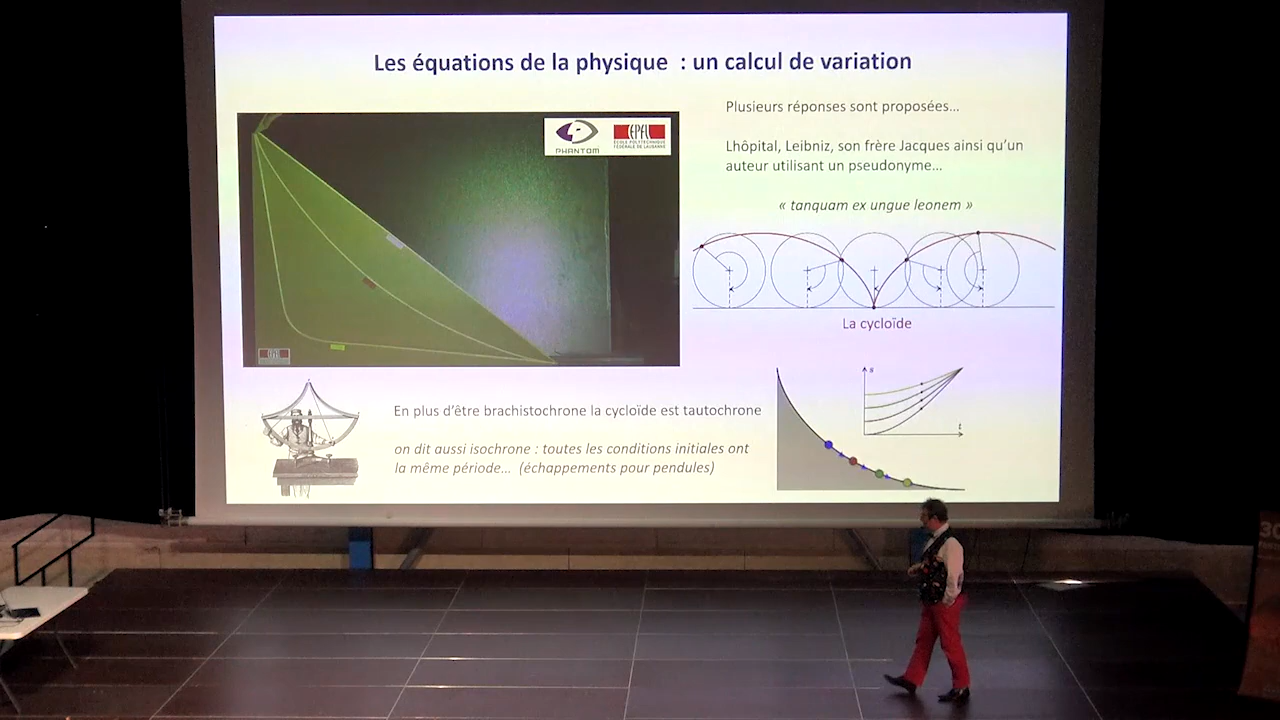 Les équations de la physique : un calcul de variation
Plusieurs réponses sont proposées...
PHANTOM
EPFL
ÉCOLE POLYTECHNIQUE
FÉDÉRALE DE LAUSANNE
Lhôpital, Leibniz, son frère Jacques ainsi qu'un
auteur utilisant un pseudonyme...
« tanquam ex ungue leonem »
La cycloïde
EPFL
s
t
En plus d'être brachistochrone la cycloïde est tautochrone
on dit aussi isochrone : toutes les conditions initiales ont
la même période... (échappements pour pendules)